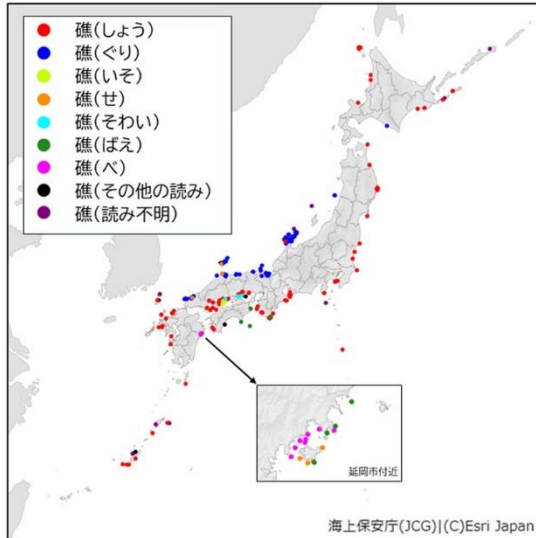 礁(しょう)
礁(ぐり)
礁(いそ)
礁(せ)
礁(そわい)
礁(ばえ)
礁(べ)
礁(その他の読み)
礁(読み不明)
延岡市付近
海上保安庁(JCG)|(C)Esri Japan